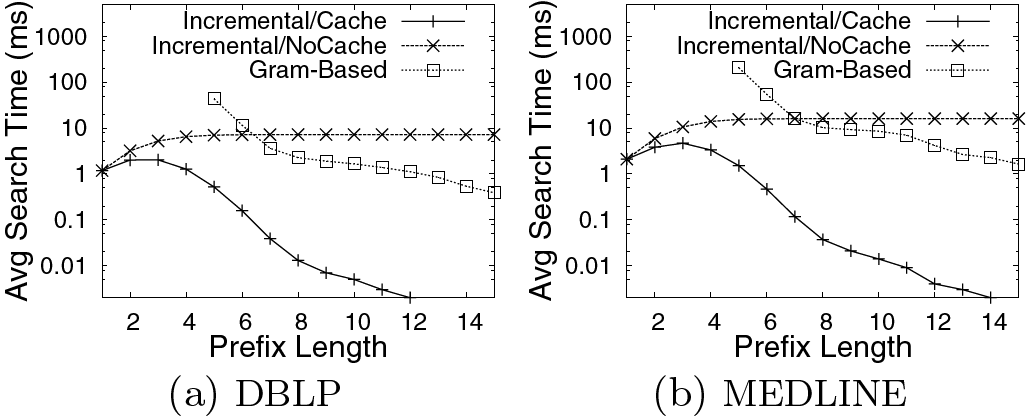 Avg Search Time (ms)
1000
100
10
1
0.1
0.01
Incremental/Cache
Incremental/NoCache
Gram-Based
2 4 6 8 10 12 14
Prefix Length
(a) DBLP
Avg Search Time (ms)
1000
100
10
1
0.1
0.01
Incremental/Cache
Incremental/NoCache
Gram-Based
2 4 6 8 10 12 14
Prefix Length
(b) MEDLINE